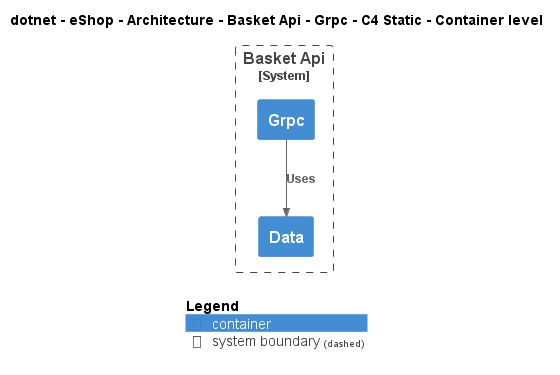 dotnet - eShop - Architecture - Basket Api - Grpc - C4 Static - Container level
Basket Api
[System]
Grpc
Uses
Data
Legend
container
system boundary (dashed)